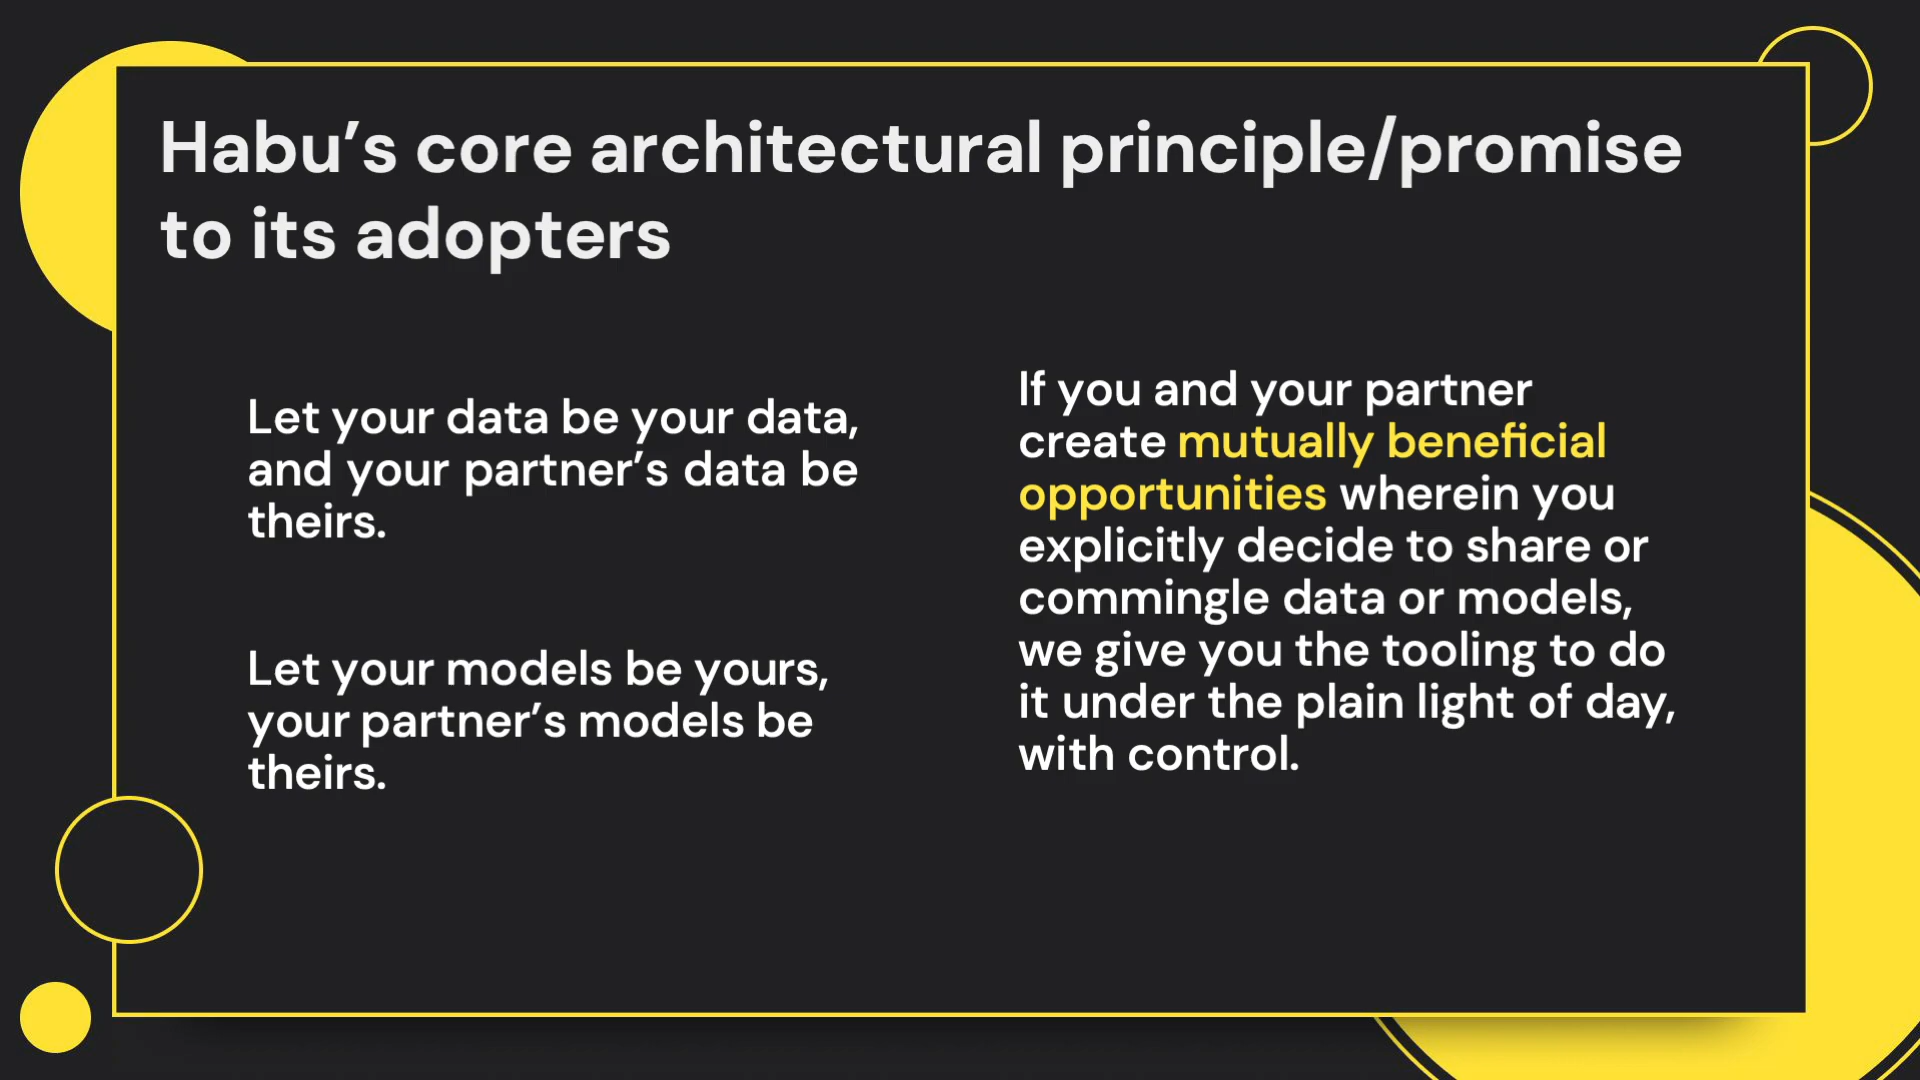 Habu’s core architectural principle/promise
to its adopters
Let your data be your data,
and your partner’s data be
theirs.
Let your models be yours,
your partner’s models be
theirs.
If you and your partner
create mutually beneficial
opportunities wherein you
explicitly decide to share or
commingle data or models,
we give you the tooling to do
it under the plain light of day,
with control.